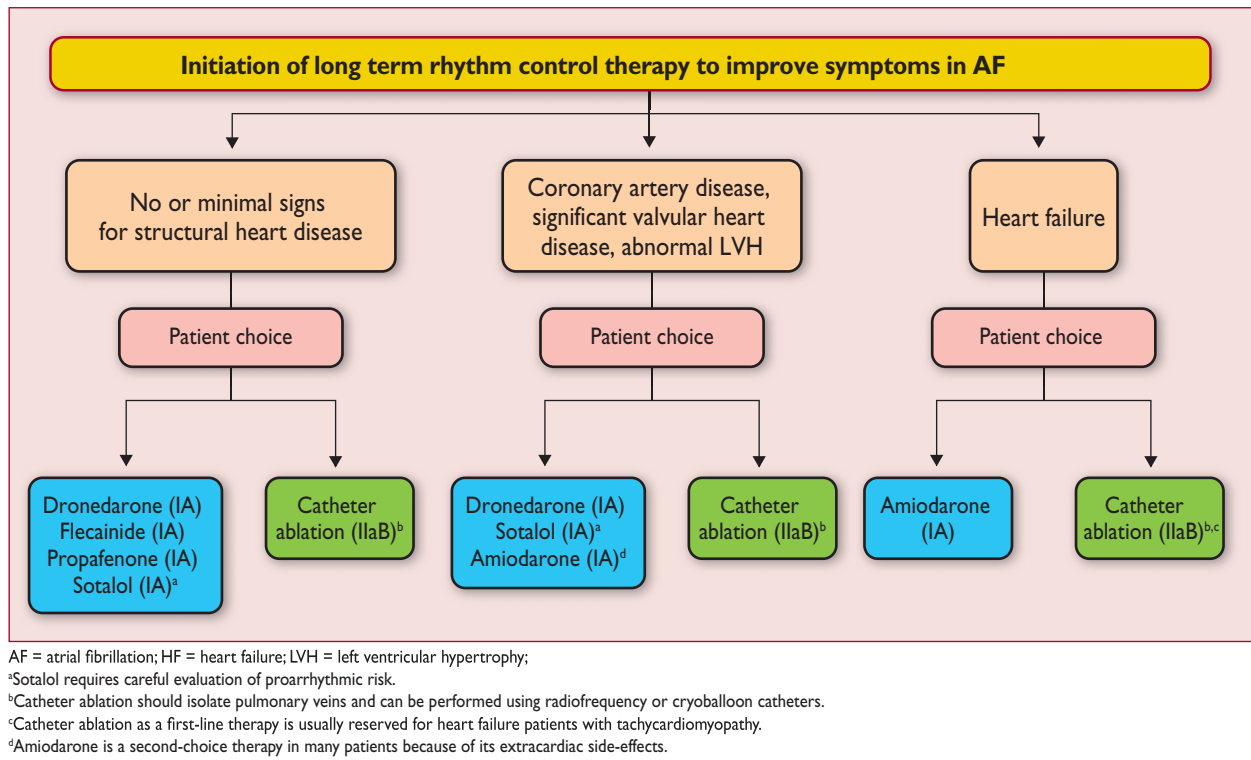 Initiation of long term rhythm control therapy to improve symptoms in AF
No or minimal signs
for structural heart disease
Coronary artery disease,
significant valvular heart
disease, abnormal LVH
Heart failure
Patient choice
Patient choice
Patient choice
Dronedarone (IA)
Flecainide (IA)
Propafenone (IA)
Sotalol (IA)ᵃ
Catheter
ablation (IIaB)ᵇ
Dronedarone (IA)
Sotalol (IA)ᵃ
Amiodarone (IA)ᵈ
Catheter
ablation (IIaB)ᵇ
Amiodarone
(IA)
Catheter
ablation (IIaB)ᵇ,ᶜ
AF = atrial fibrillation; HF = heart failure; LVH = left ventricular hypertrophy;
ᵃSotalol requires careful evaluation of proarrhythmic risk.
ᵇCatheter ablation should isolate pulmonary veins and can be performed using radiofrequency or cryoballoon catheters.
ᶜCatheter ablation as a first-line therapy is usually reserved for heart failure patients with tachycardiomyopathy.
ᵈAmiodarone is a second-choice therapy in many patients because of its extracardiac side-effects.